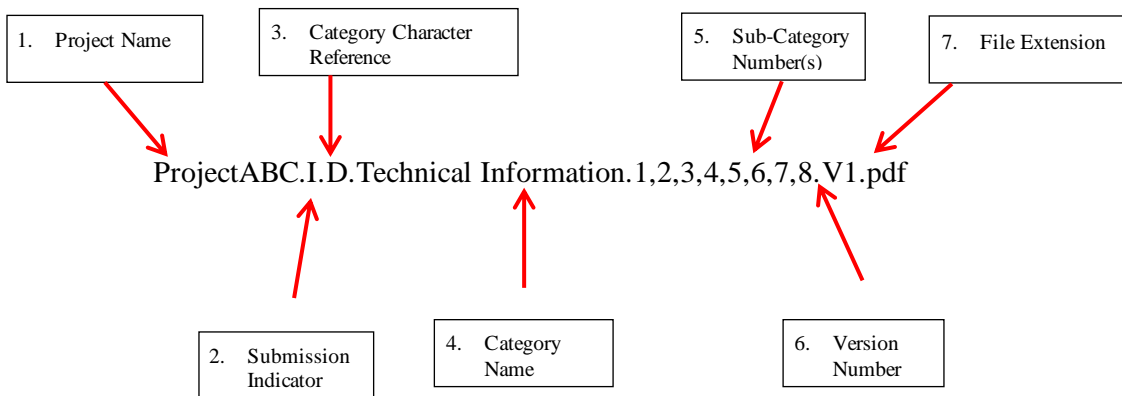 1. Project Name
3. Category Character
Reference
5. Sub-Category
Number(s)
7. File Extension
ProjectABC.I.D.Technical Information.1,2,3,4,5,6,7,8.V1.pdf
2. Submission
Indicator
4. Category
Name
6. Version
Number